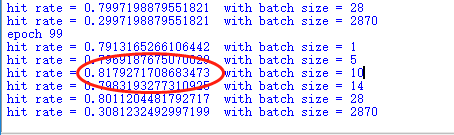 hit rate = 0.7997198879551821 with batch size = 28
hit rate = 0.2997198879551821 with batch size = 2870
epoch 99
hit rate = 0.7913165266106442 with batch size = 1
hit rate = 0.7969187675070028 with batch size = 5
hit rate = 0.8179271708683473 with batch size = 10
hit rate = 0.7983193277310925 with batch size = 14
hit rate = 0.8011204481792717 with batch size = 28
hit rate = 0.3081232492997199 with batch size = 2870